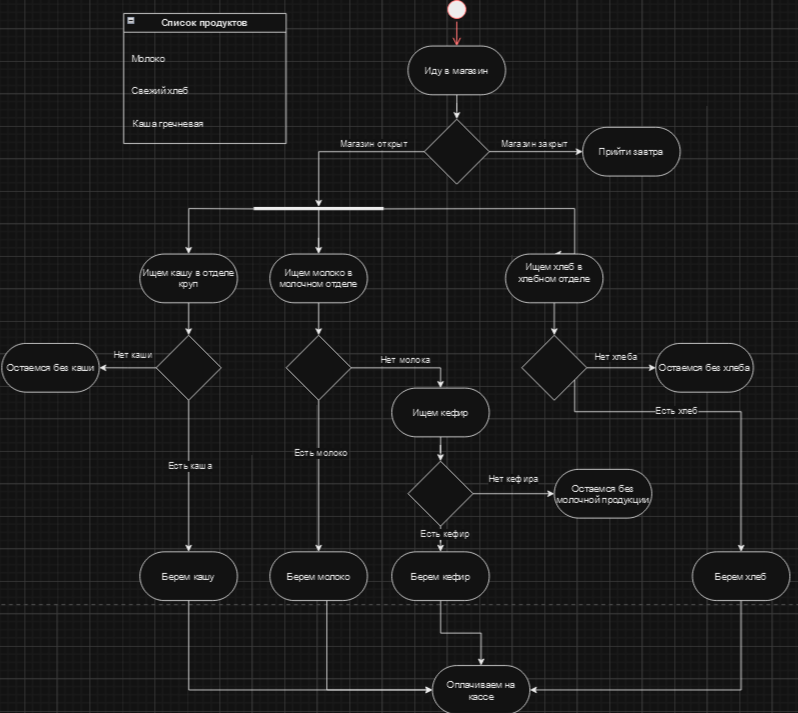 Список продуктов
Молоко
Свежий хлеб
Каша гречневая
Иду в магазин
Магазин открыт
Магазин закрыт
Прийти завтра
Ищем кашу в отделе
круп
Ищем молоко в
молочном отделе
Ищем хлеб в
хлебном отделе
Остаемся без каши
Нет каши
Нет молока
Нет хлеба
Остаемся без хлеба
Ищем кефир
Есть хлеб
Есть каша
Есть молоко
Нет кефира
Остаемся без
молочной продукции
Есть кефир
Берем кашу
Берем молоко
Берем кефир
Берем хлеб
Оплачиваем на
кассе